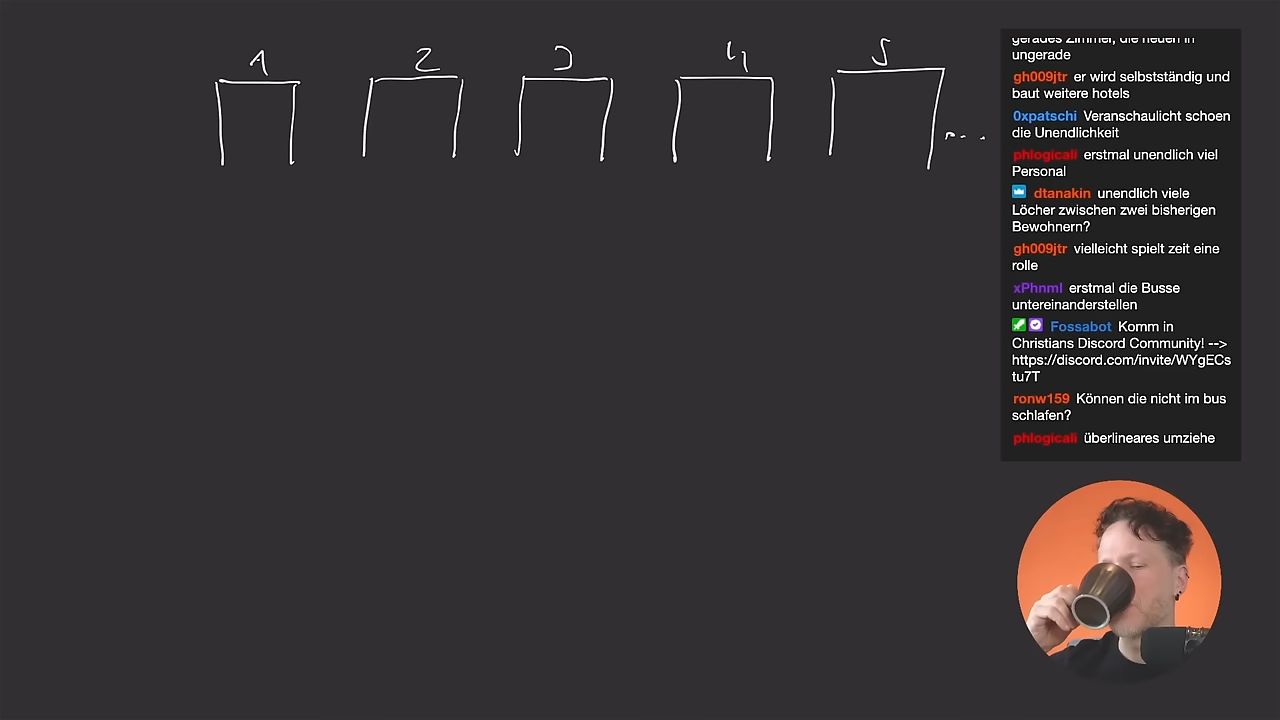 1 2 3 4 5
...
gerades Zimmer, die neuen in
ungerade
gh009jtr er wird selbstständig und
baut weitere hotels
0xpatschi Veranschaulicht schoen
die Unendlichkeit
phlogicali erstmal unendlich viel
Personal
dtanakin unendlich viele
Löcher zwischen zwei bisherigen
Bewohnern?
gh009jtr vielleicht spielt zeit eine
rolle
xPhnml erstmal die Busse
untereinanderstellen
Fossabot Komm in
Christians Discord Community! -->
https://discord.com/invite/WYgECs
tu7T
ronw159 Können die nicht im bus
schlafen?
phlogicali überlineares umziehe